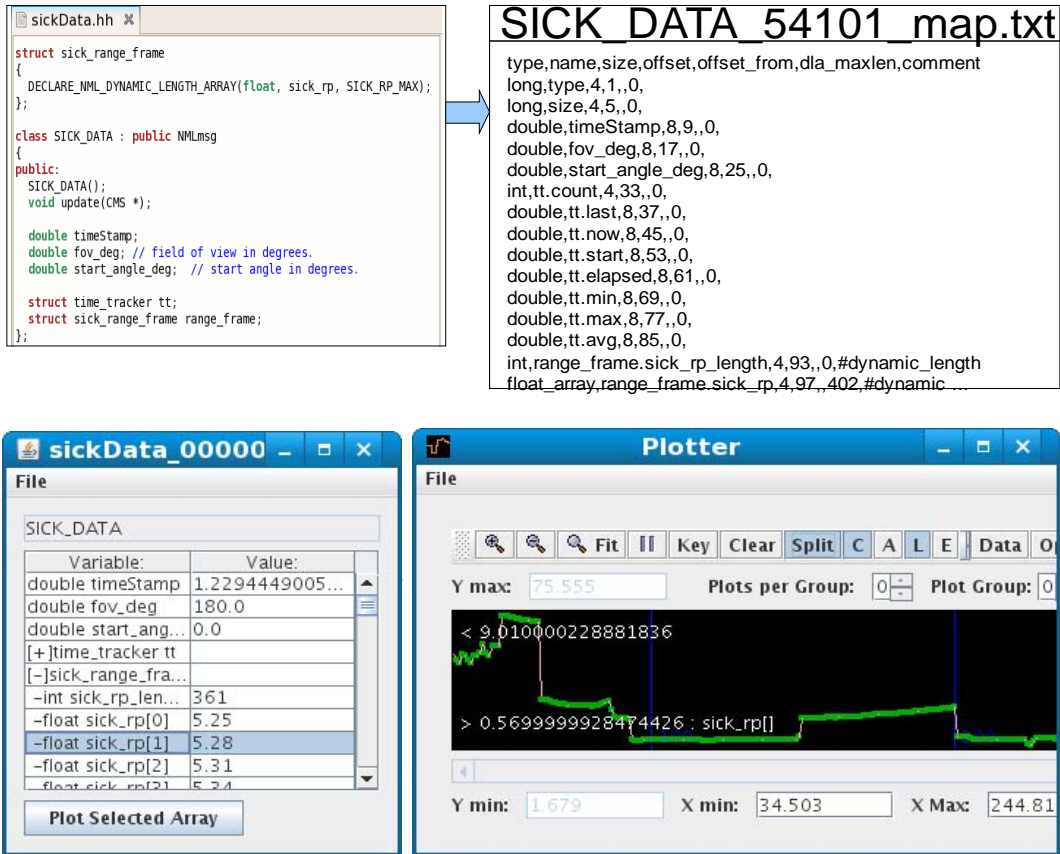 sickData.hh ✖
struct sick_range_frame
{
DECLARE_NML_DYNAMIC_LENGTH_ARRAY(float, sick_rp, SICK_RP_MAX);
};
class SICK_DATA : public NMLmsg
{
public:
SICK_DATA();
void update(CMS *);
double timeStamp;
double fov_deg; // field of view in degrees.
double start_angle_deg; // start angle in degrees.
struct time_tracker tt;
struct sick_range_frame range_frame;
};
SICK_DATA_54101_map.txt
type,name,size,offset,offset_from,dla_maxlen,comment
long,type,4,1,,0,
long,size,4,5,,0,
double,timeStamp,8,9,,0,
double,fov_deg,8,17,,0,
double,start_angle_deg,8,25,,0,
int,tt.count,4,33,,0,
double,tt.last,8,37,,0,
double,tt.now,8,45,,0,
double,tt.start,8,53,,0,
double,tt.elapsed,8,61,,0,
double,tt.min,8,69,,0,
double,tt.max,8,77,,0,
double,tt.avg,8,85,,0,
int,range_frame.sick_rp_length,4,93,,0,#dynamic_length
float_array,range_frame.sick_rp,4,97,,402,#dynamic ...
sickData_00000
File
SICK_DATA
Variable: Value:
double timeStamp 1.2294449005...
double fov_deg 180.0
double start_ang... 0.0
[+]time_tracker tt
[-]sick_range_fra...
-int sick_rp_len... 361
-float sick_rp[0] 5.25
-float sick_rp[1] 5.28
-float sick_rp[2] 5.31
-float sick_rp[3] 5.34
Plot Selected Array
Plotter
File
Fit Key Clear Split C A L E Data
Y max: 75.555 Plots per Group: 0 Plot Group: 0
< 9.010000228881836
> 0.5699999928474426 : sick_rp[]
Y min: 1.679 X min: 34.503 X Max: 244.81